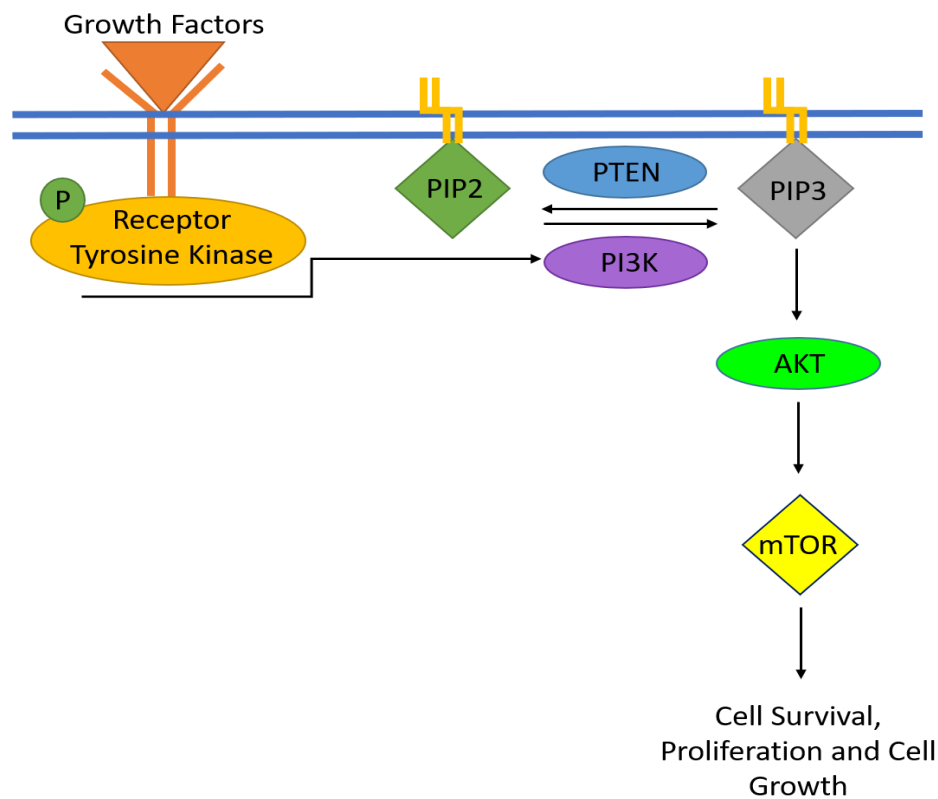 Growth Factors
P
Receptor
Tyrosine Kinase
PIP2
PTEN
PI3K
PIP3
AKT
mTOR
Cell Survival,
Proliferation and Cell
Growth